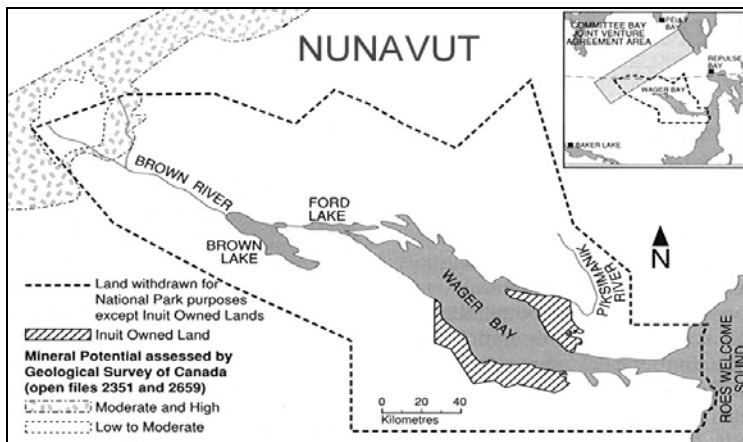 NUNAVUT
COMMITTEE BAY
JOINT VENTURE
AGREEMENT AREA
PELLY
BAY
REPULSE
BAY
WAGER BAY
BAKER LAKE
BROWN RIVER
FORD
LAKE
BROWN
LAKE
WAGER BAY
PIKSIMANIK
RIVER
N
ROES WELCOME
SOUND
Land withdrawn for
National Park purposes
except Inuit Owned Lands
Inuit Owned Land
Mineral Potential assessed by
Geological Survey of Canada
(open files 2351 and 2659)
Moderate and High
Low to Moderate
0 20 40
Kilometres